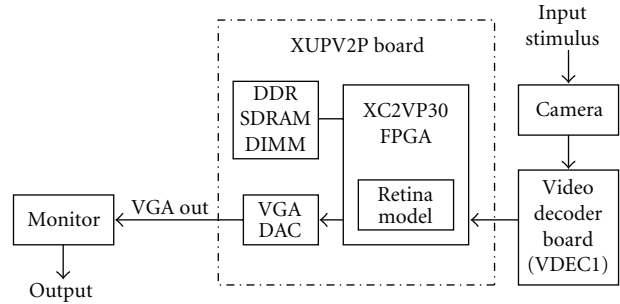 XUPV2P board
Input
stimulus
DDR
SDRAM
DIMM
XC2VP30
FPGA
Camera
Retina
model
Video
decoder
board
(VDEC1)
Monitor
VGA out
VGA
DAC
Output